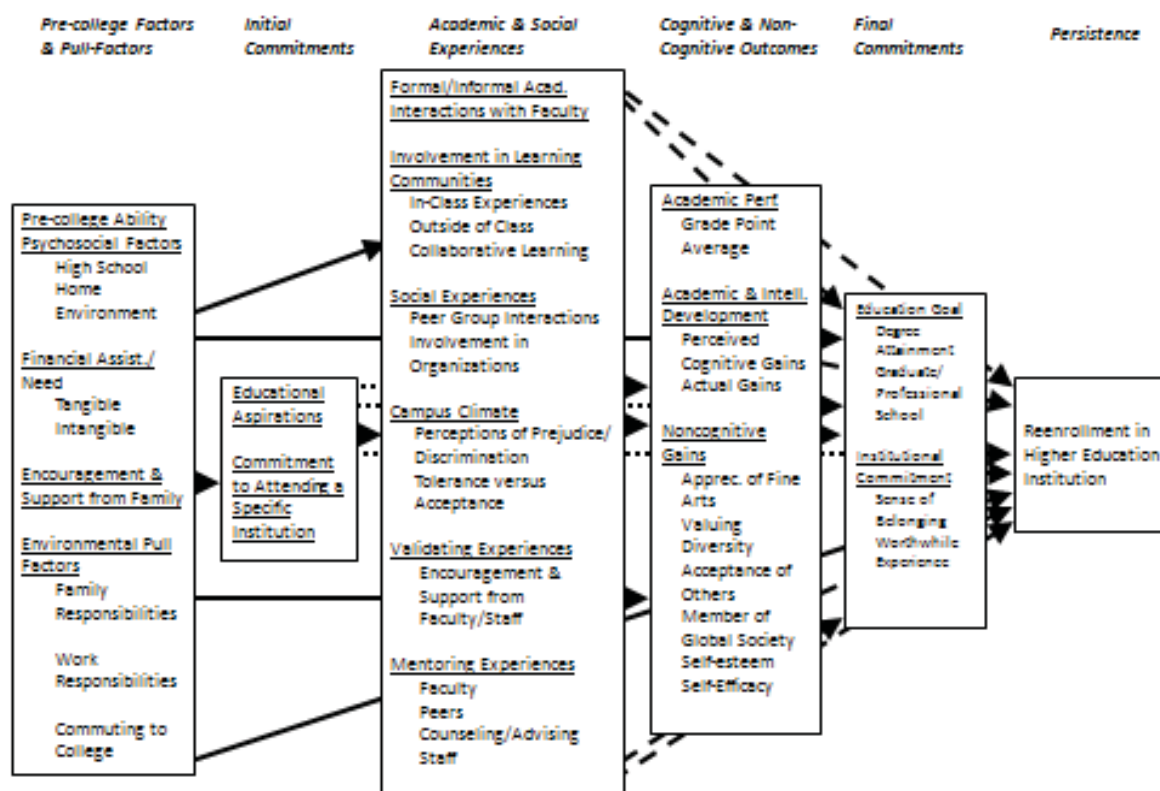 Pre-college Factors
& Pull-Factors
Initial
Commitments
Academic & Social
Experiences
Cognitive & Non-
Cognitive Outcomes
Final
Commitments
Persistence
Pre-college Ability
Psychosocial Factors
High School
Home
Environment
Financial Assist./
Need
Tangible
Intangible
Encouragement &
Support from Family
Environmental Pull
Factors
Family
Responsibilities
Work
Responsibilities
Commuting to
College
Educational
Aspirations
Commitment
to Attending a
Specific
Institution
Formal/Informal Acad.
Interactions with Faculty
Involvement in Learning
Communities
In-Class Experiences
Outside of Class
Collaborative Learning
Social Experiences
Peer Group Interactions
Involvement in
Organizations
Campus Climate
Perceptions of Prejudice/
Discrimination
Tolerance versus
Acceptance
Validating Experiences
Encouragement &
Support from
Faculty/Staff
Mentoring Experiences
Faculty
Peers
Counseling/Advising
Staff
Academic Perf
Grade Point
Average
Academic & Intell.
Development
Perceived
Cognitive Gains
Actual Gains
Noncognitive
Gains
Apprec. of Fine
Arts
Valuing
Diversity
Acceptance of
Others
Member of
Global Society
Self-esteem
Self-Efficacy
Education Goal
Degree
Attainment
Graduate/
Professional
School
Institutional
Commitment
Sense of
Belonging
Worthwhile
Experience
Reenrollment in
Higher Education
Institution